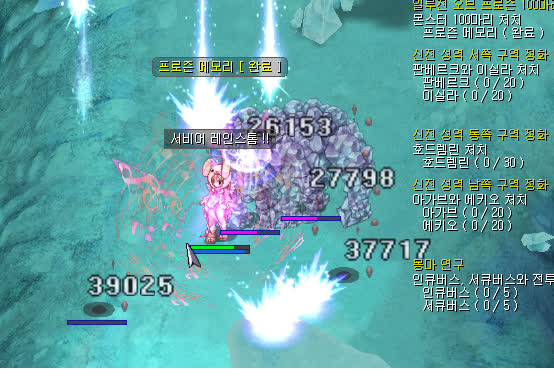 일루전 오브 프로즌 100마리
몬스터 100마리 처치
프로즌 메모리 ( 완료 )
신전 성역 서쪽 구역 정화
판베르크와 이실라 처치
판베르크 ( 0 / 20 )
이실라 ( 0 / 20 )
신전 성역 동쪽 구역 정화
호드렘린 처치
호드렘린 ( 0 / 30 )
신전 성역 남쪽 구역 정화
아가브와 에키오 처치
아가브 ( 0 / 20 )
에키오 ( 0 / 20 )
몽마 연구
인큐버스, 서큐버스와 전투
인큐버스 ( 0 / 5 )
서큐버스 ( 0 / 5 )
프로즌 메모리 [ 완료 ]
26153
서비어 레인스톰 !!
27798
37717
39025